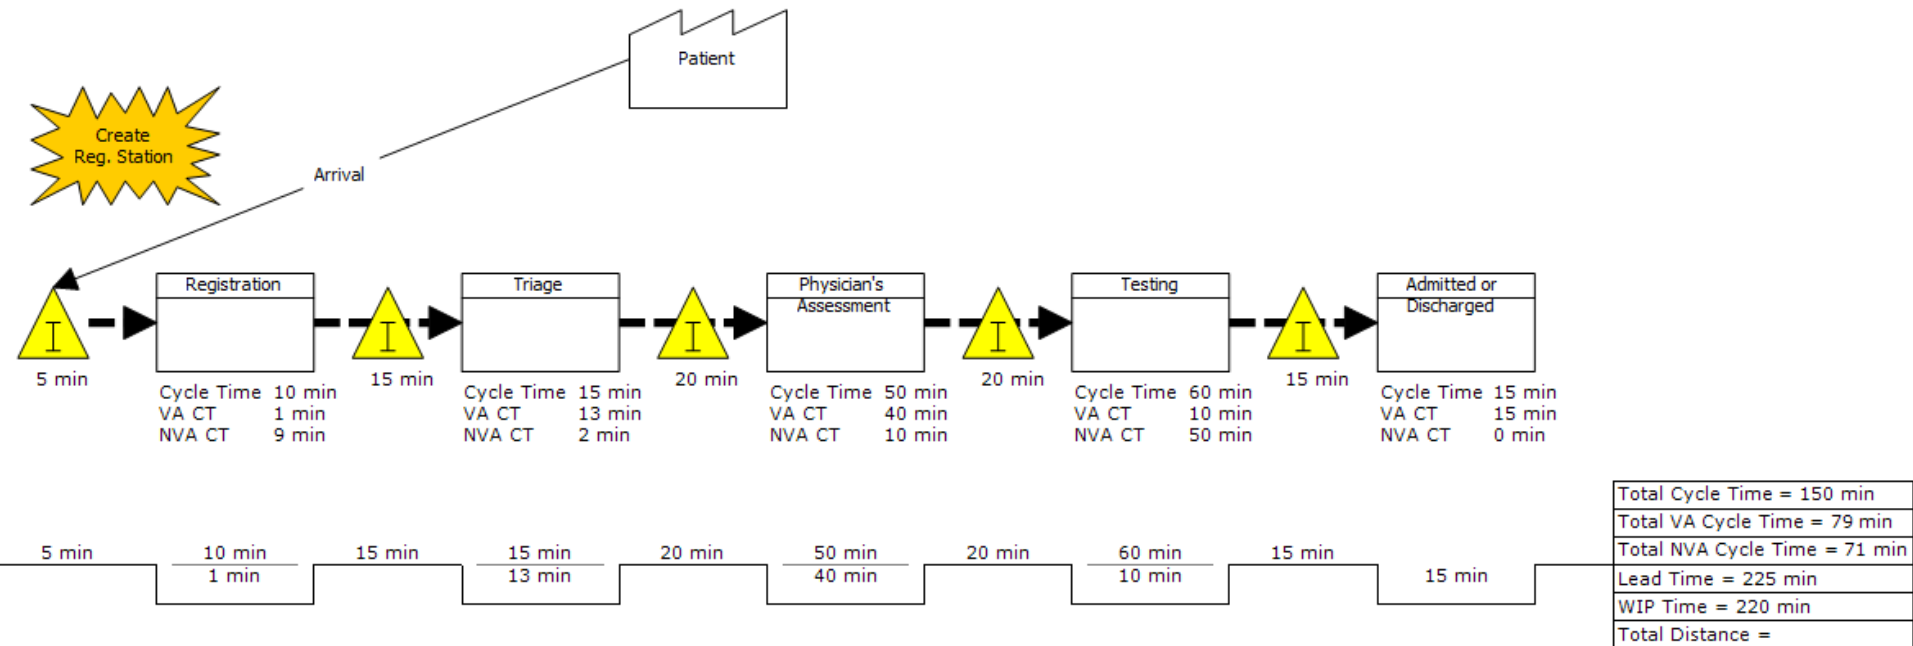 Patient
Create
Reg. Station
Arrival
Registration
Triage
Physician's
Assessment
Testing
Admitted or
Discharged
I
I
I
I
I
5 min
15 min
20 min
20 min
15 min
Cycle Time 10 min
VA CT 1 min
NVA CT 9 min
Cycle Time 15 min
VA CT 13 min
NVA CT 2 min
Cycle Time 50 min
VA CT 40 min
NVA CT 10 min
Cycle Time 60 min
VA CT 10 min
NVA CT 50 min
Cycle Time 15 min
VA CT 15 min
NVA CT 0 min
5 min
10 min
1 min
15 min
15 min
13 min
20 min
50 min
40 min
20 min
60 min
10 min
15 min
15 min
Total Cycle Time = 150 min
Total VA Cycle Time = 79 min
Total NVA Cycle Time = 71 min
Lead Time = 225 min
WIP Time = 220 min
Total Distance =